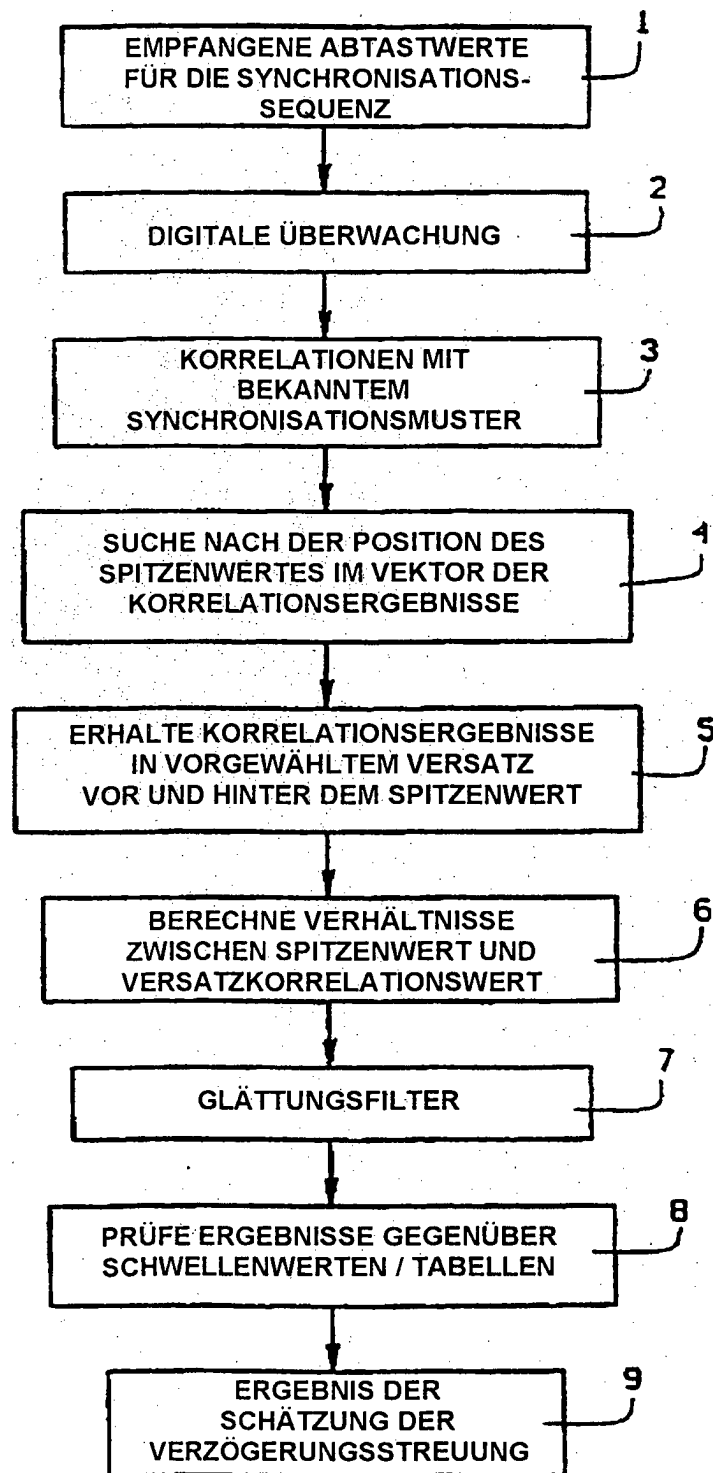 1
EMPFANGENE ABTASTWERTE
FÜR DIE SYNCHRONISATIONS-
SEQUENZ
2
DIGITALE ÜBERWACHUNG
3
KORRELATIONEN MIT
BEKANNTEM
SYNCHRONISATIONSMUSTER
4
SUCHE NACH DER POSITION DES
SPITZENWERTES IM VEKTOR DER
KORRELATIONSERGEBNISSE
5
ERHALTE KORRELATIONSERGEBNISSE
IN VORGEWÄHLTEM VERSATZ
VOR UND HINTER DEM SPITZENWERT
6
BERECHNE VERHÄLTNISSE
ZWISCHEN SPITZENWERT UND
VERSATZKORRELATIONSWERT
7
GLÄTTUNGSFILTER
8
PRÜFE ERGEBNISSE GEGENÜBER
SCHWELLENWERTEN / TABELLEN
9
ERGEBNIS DER
SCHÄTZUNG DER
VERZÖGERUNGSSTREUUNG